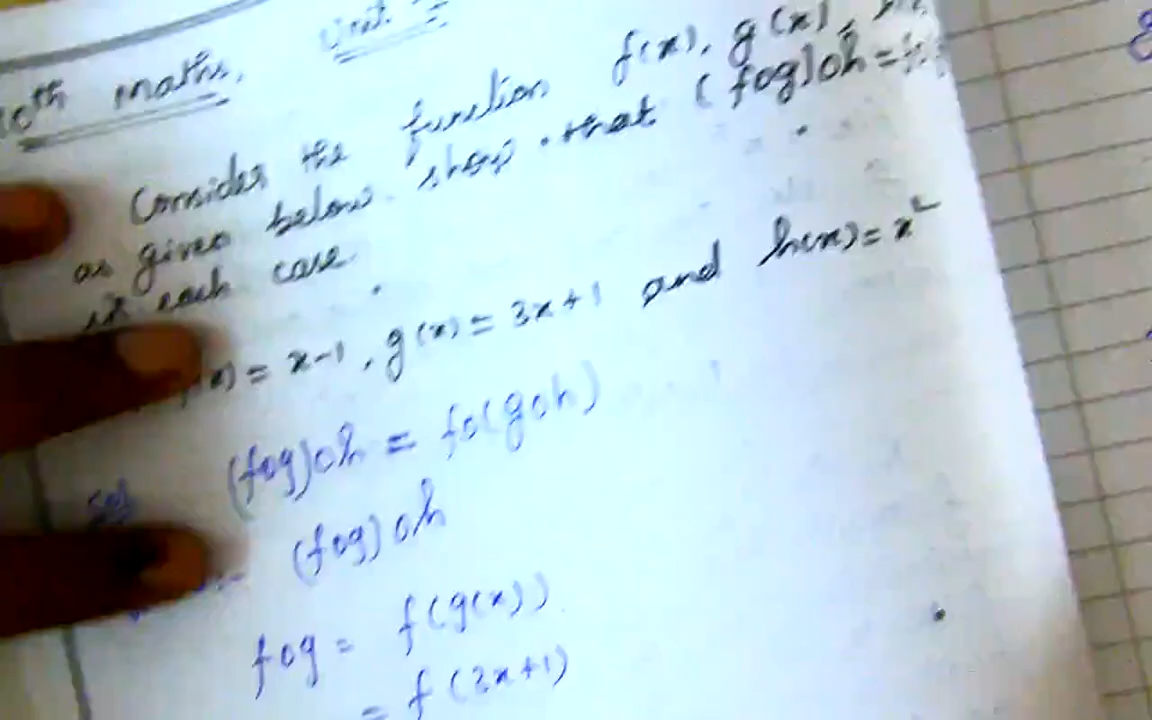 10th maths. Unit
Consider the function f(x), g(x),
as given below. show that (fog)oh =
in each case.
(x) = x-1, g(x) = 3x+1 and h(x) = x²
Sol (fog)oh = fo(goh)
(fog)oh
fog = f(g(x))
= f(3x+1)